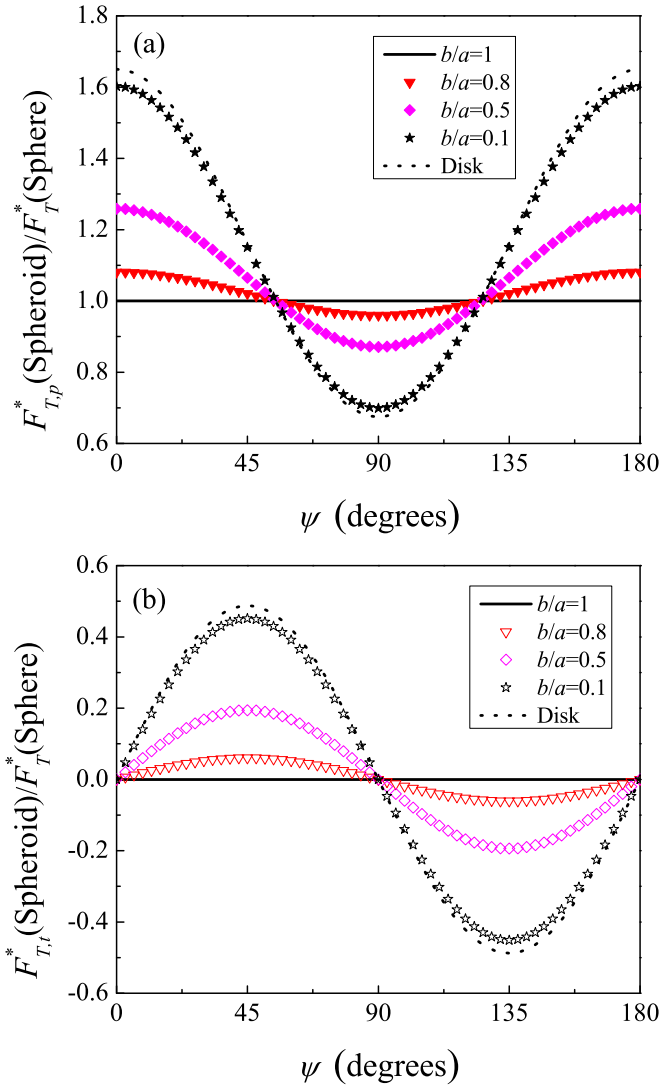 (a)
b/a=1
b/a=0.8
b/a=0.5
b/a=0.1
Disk
1.8
1.6
1.4
1.2
1.0
0.8
0.6
F*T,p(Spheroid)/F*T(Sphere)
0 45 90 135 180
ψ (degrees)
(b)
b/a=1
b/a=0.8
b/a=0.5
b/a=0.1
Disk
0.6
0.4
0.2
0.0
-0.2
-0.4
-0.6
F*T,t(Spheroid)/F*T(Sphere)
0 45 90 135 180
ψ (degrees)